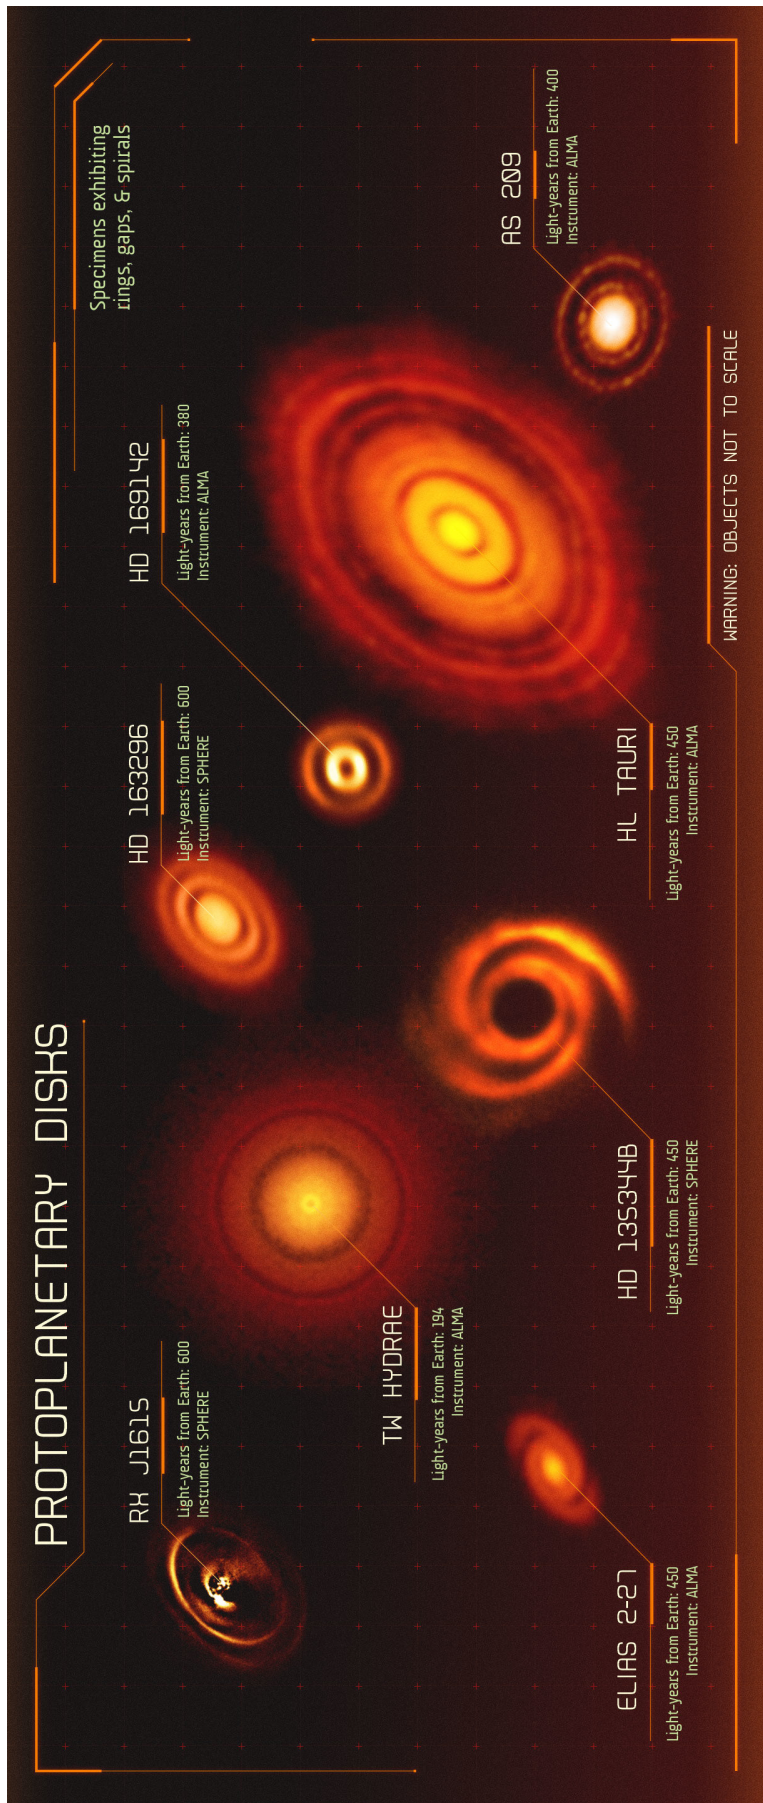 PROTOPLANETARY DISKS
Specimens exhibiting
rings, gaps, & spirals
RX J1615
Light-years from Earth: 600
Instrument: SPHERE
HD 163296
Light-years from Earth: 600
Instrument: SPHERE
HD 169142
Light-years from Earth: 380
Instrument: ALMA
TW HYDRAE
Light-years from Earth: 194
Instrument: ALMA
AS 209
Light-years from Earth: 400
Instrument: ALMA
ELIAS 2-27
Light-years from Earth: 450
Instrument: ALMA
HD 135344B
Light-years from Earth: 450
Instrument: SPHERE
HL TAURI
Light-years from Earth: 450
Instrument: ALMA
WARNING: OBJECTS NOT TO SCALE